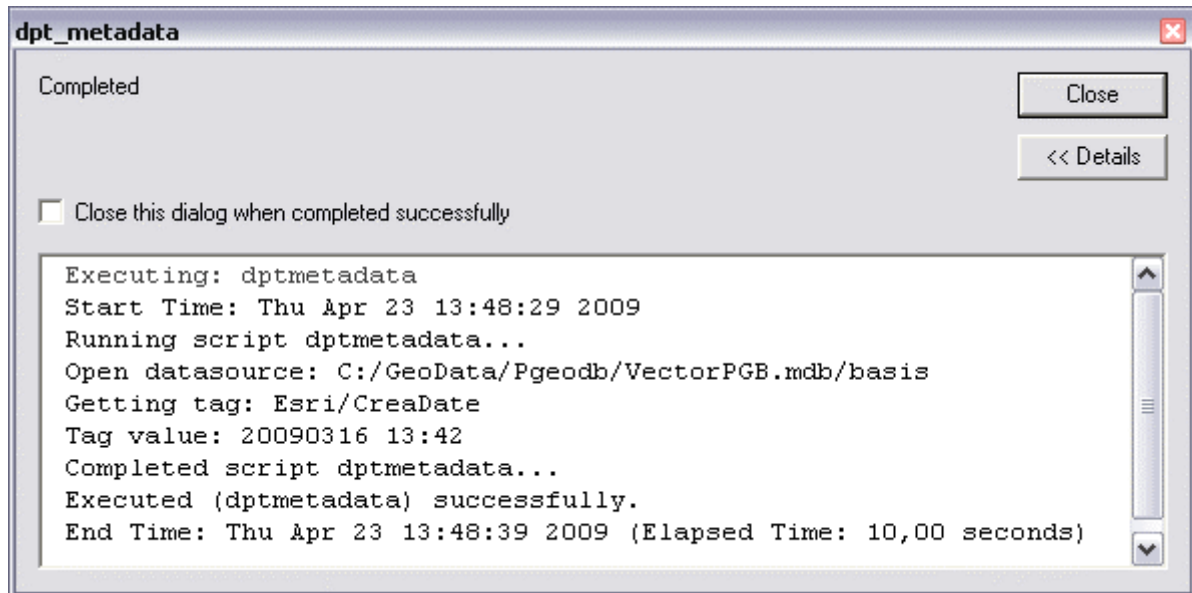 dpt_metadata
Completed
Close
<< Details
Close this dialog when completed successfully
Executing: dptmetadata
Start Time: Thu Apr 23 13:48:29 2009
Running script dptmetadata...
Open datasource: C:/GeoData/Pgeodb/VectorPGB.mdb/basis
Getting tag: Esri/CreaDate
Tag value: 20090316 13:42
Completed script dptmetadata...
Executed (dptmetadata) successfully.
End Time: Thu Apr 23 13:48:39 2009 (Elapsed Time: 10,00 seconds)